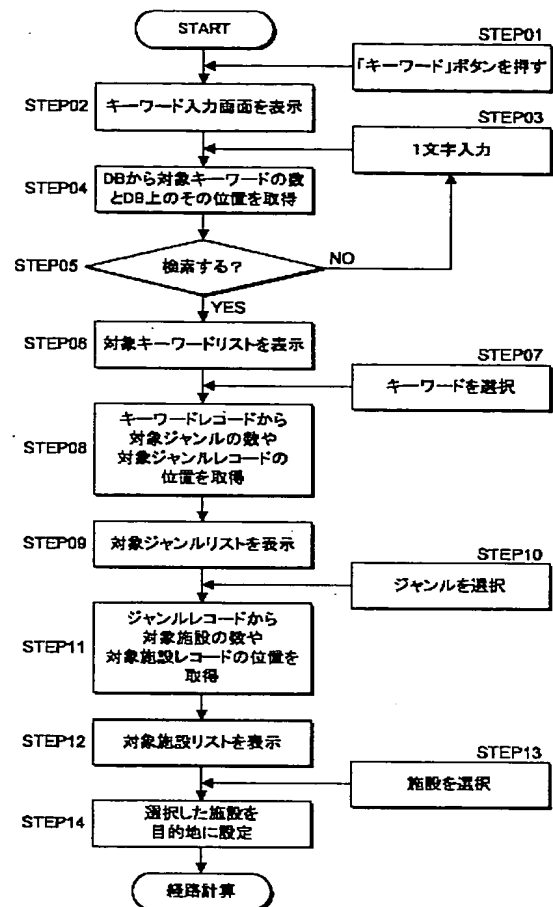 START
STEP01
「キーワード」ボタンを押す
STEP02
キーワード入力画面を表示
STEP03
1文字入力
STEP04
DBから対象キーワードの数
とDB上のその位置を取得
STEP05
検索する?
NO
YES
STEP06
対象キーワードリストを表示
STEP07
キーワードを選択
STEP08
キーワードレコードから
対象ジャンルの数や
対象ジャンルレコードの
位置を取得
STEP09
対象ジャンルリストを表示
STEP10
ジャンルを選択
STEP11
ジャンルレコードから
対象施設の数や
対象施設レコードの位置を
取得
STEP12
対象施設リストを表示
STEP13
施設を選択
STEP14
選択した施設を
目的地に設定
経路計算